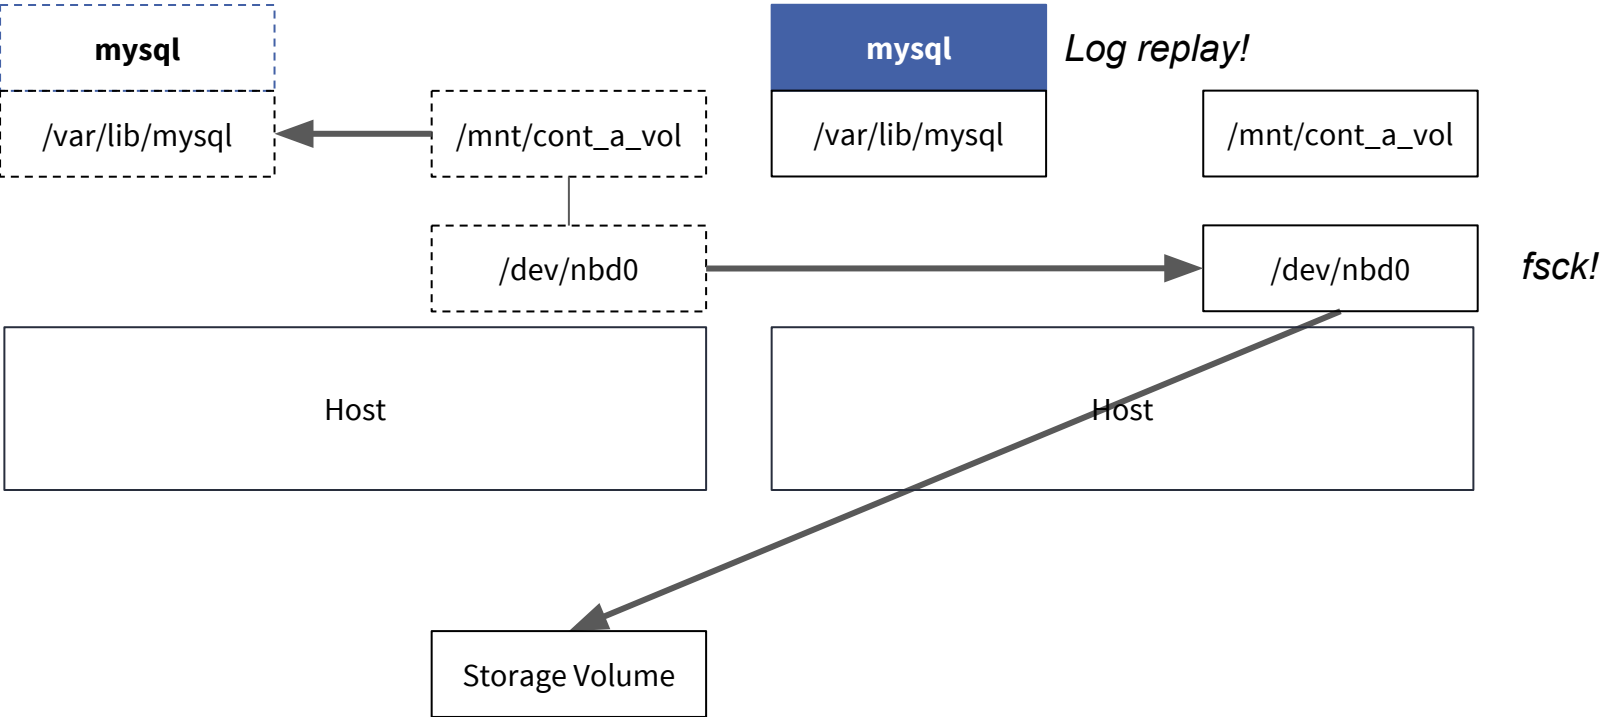 mysql
mysql
Log replay!
/var/lib/mysql
/mnt/cont_a_vol
/var/lib/mysql
/mnt/cont_a_vol
/dev/nbd0
/dev/nbd0
fsck!
Host
Host
Storage Volume